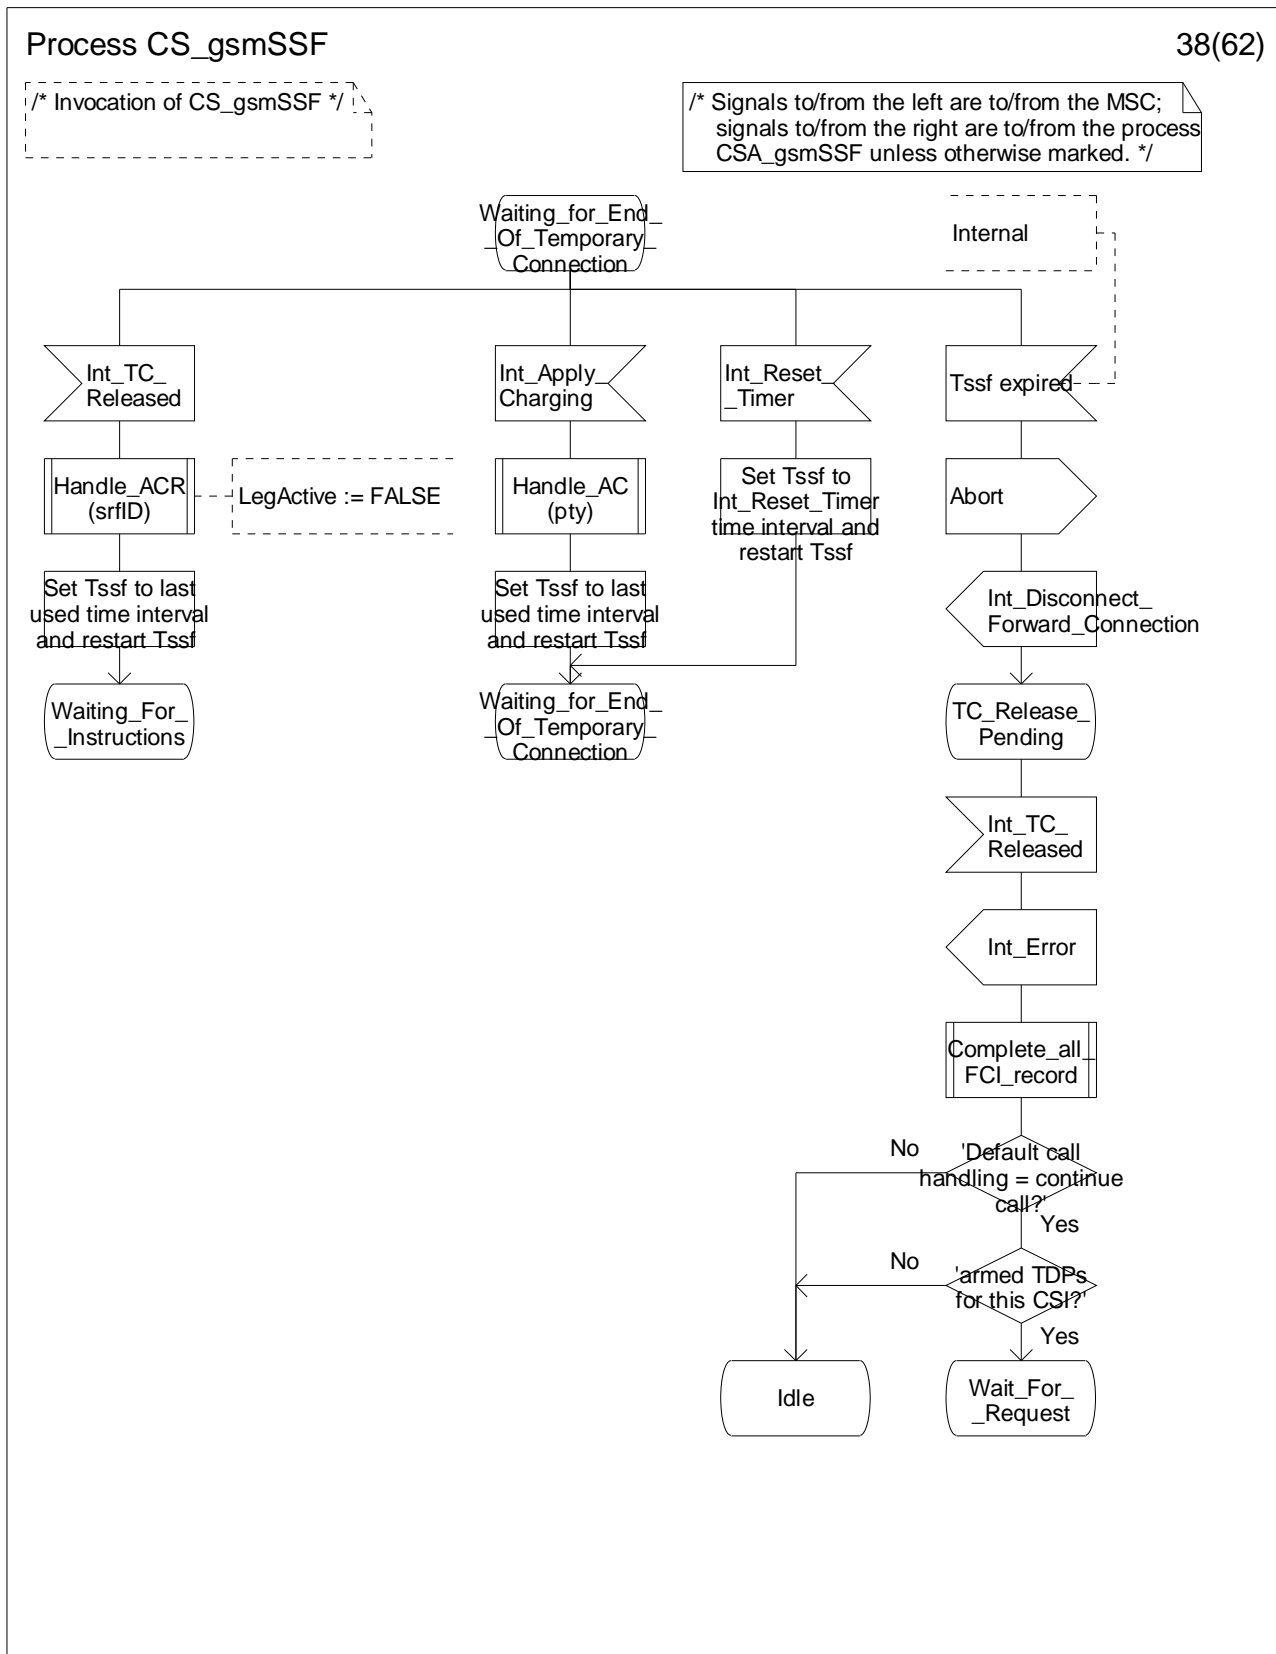 Process CS_gsmSSF
38(62)
/* Invocation of CS_gsmSSF */
/* Signals to/from the left are to/from the MSC;
signals to/from the right are to/from the process
CSA_gsmSSF unless otherwise marked. */
Waiting_for_End_
_Of_Temporary_
Connection
Internal
Int_TC_
Released
Int_Apply_
Charging
Int_Reset_
_Timer
Tssf expired
Handle_ACR
(srfID)
LegActive := FALSE
Handle_AC
(pty)
Set Tssf to
Int_Reset_Timer
time interval and
restart Tssf
Abort
Set Tssf to last
used time interval
and restart Tssf
Set Tssf to last
used time interval
and restart Tssf
Int_Disconnect_
Forward_Connection
Waiting_For_
_Instructions
Waiting_for_End_
_Of_Temporary_
Connection
TC_Release_
Pending
Int_TC_
Released
Int_Error
Complete_all_
FCI_record
No
'Default call
handling = continue
call?'
Yes
No
'armed TDPs
for this CSI?'
Yes
Idle
Wait_For_
_Request